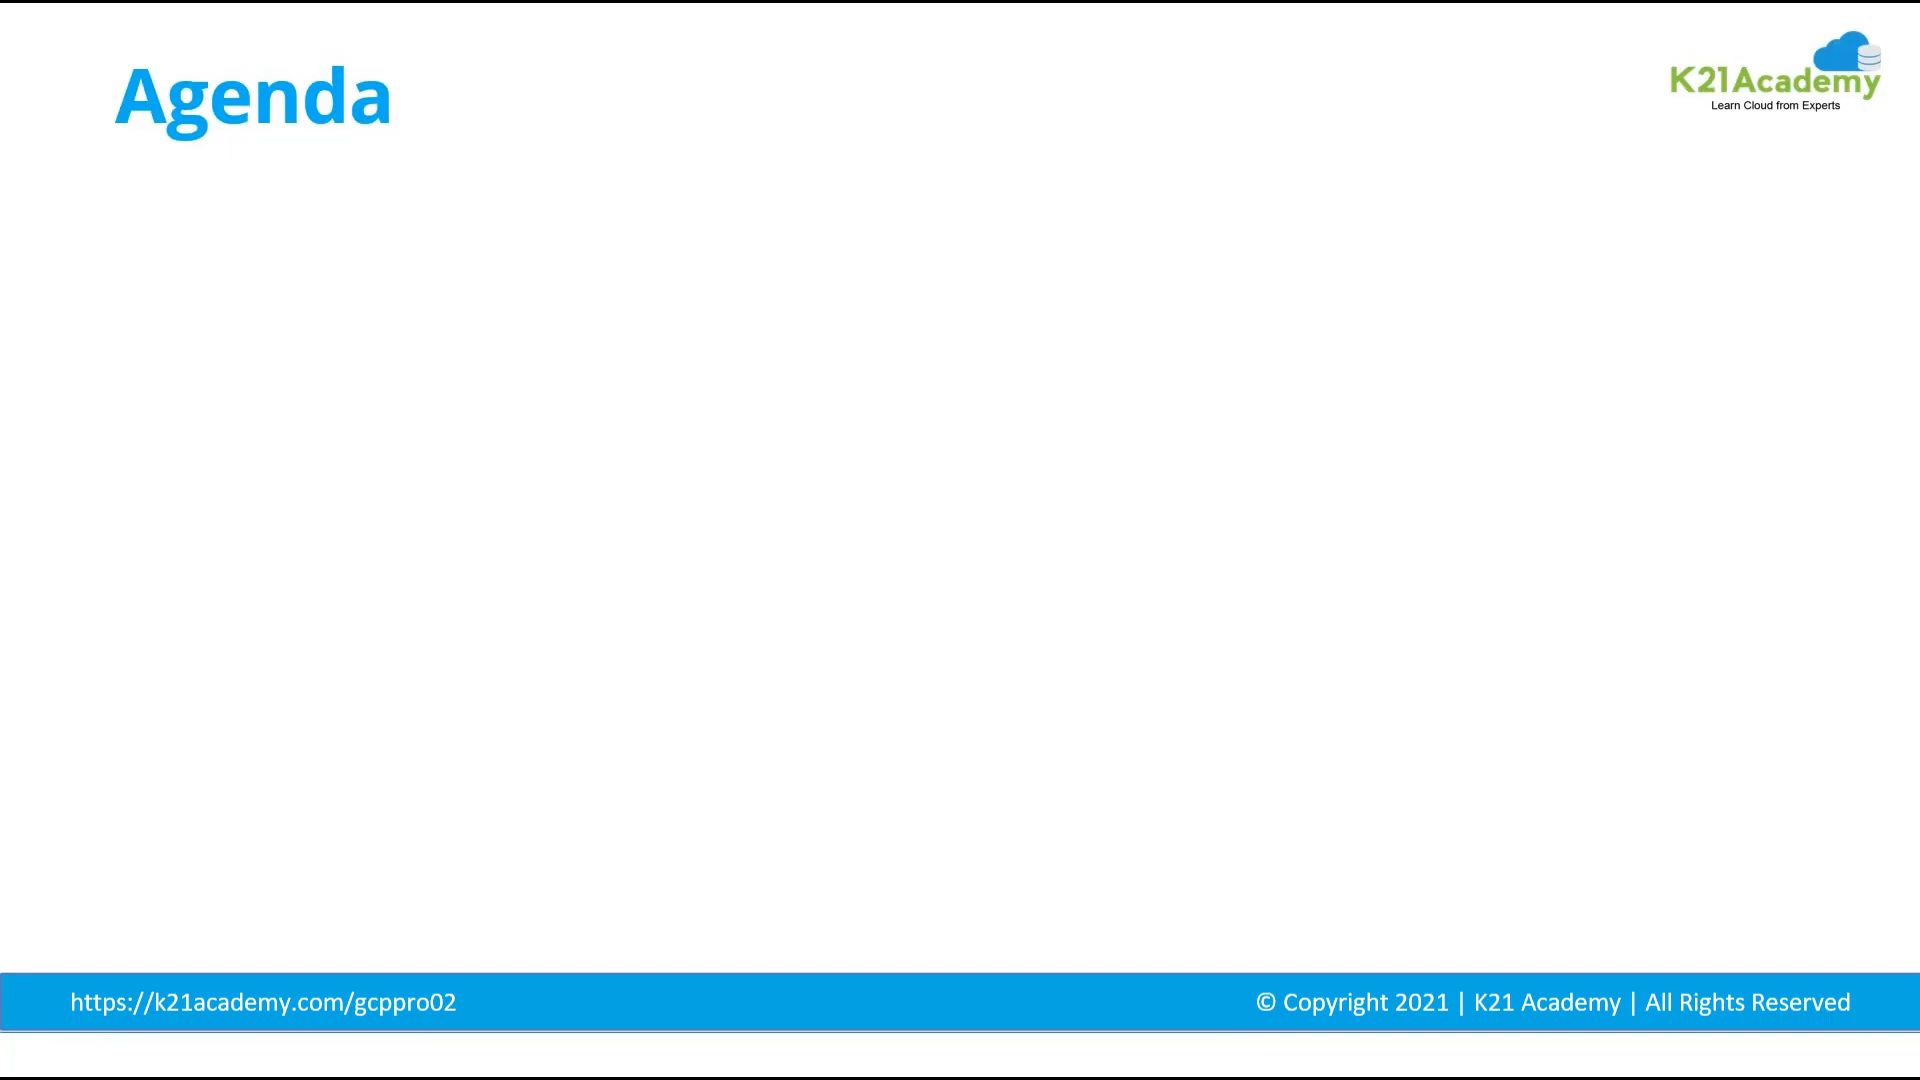 Agenda
K21Academy
Learn Cloud from Experts
https://k21academy.com/gcppro02
© Copyright 2021 | K21 Academy | All Rights Reserved